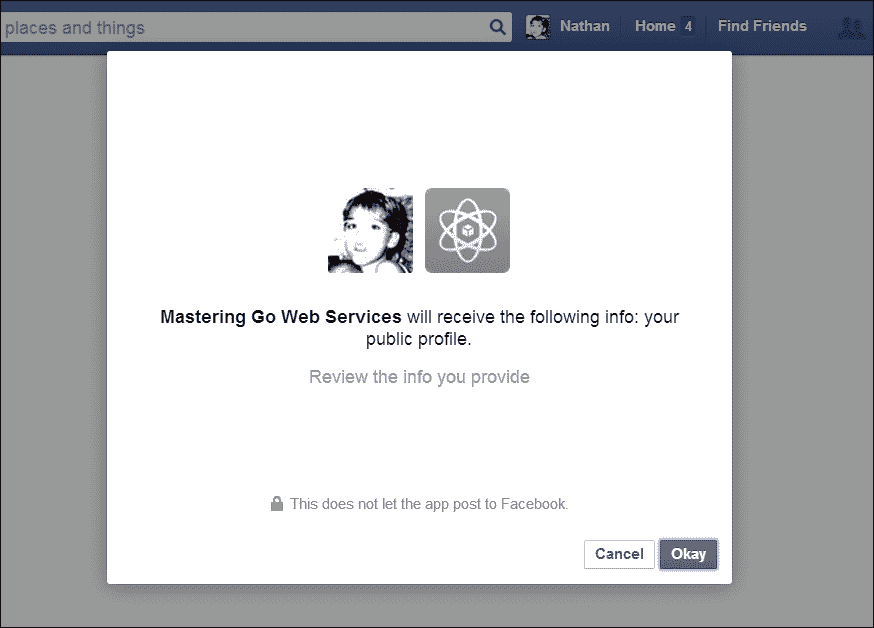 places and things
Nathan
Home 4
Find Friends
Mastering Go Web Services will receive the following info: your
public profile.
Review the info you provide
This does not let the app post to Facebook.
Cancel
Okay